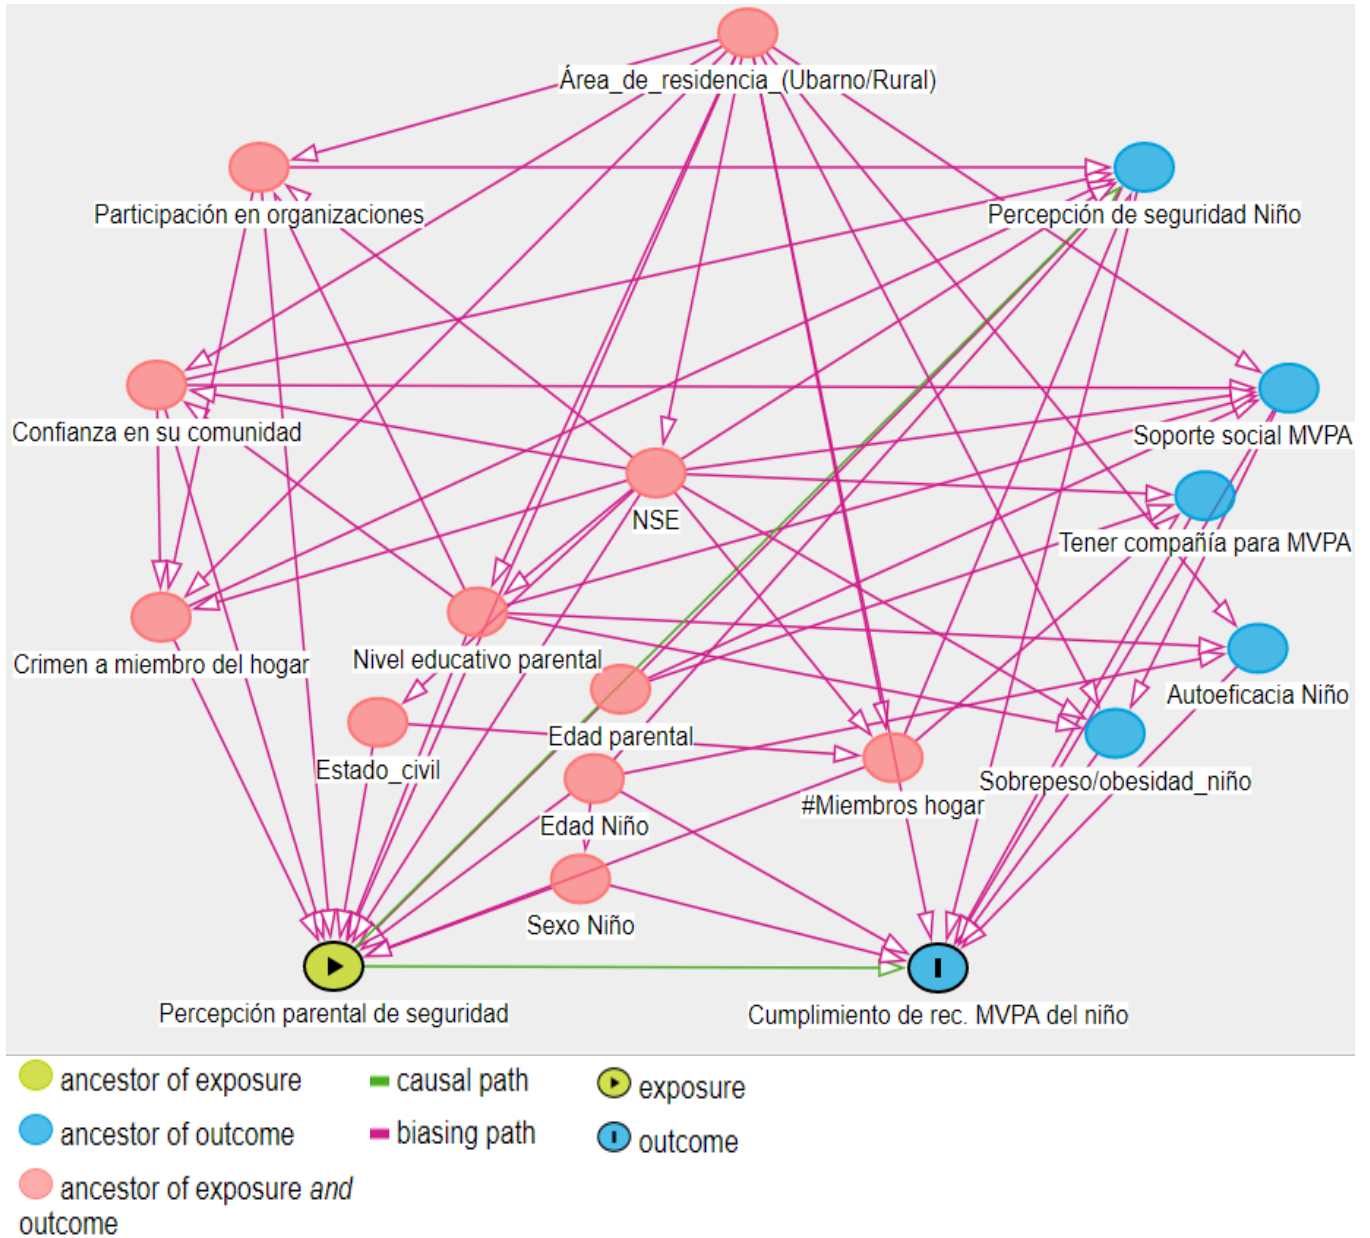 Área_de_residencia_(Ubarno/Rural)
Participación en organizaciones
Percepción de seguridad Niño
Confianza en su comunidad
Soporte social MVPA
NSE
Tener compañía para MVPA
Crimen a miembro del hogar
Nivel educativo parental
Autoeficacia Niño
Edad parental
Estado_civil
Sobrepeso/obesidad_niño
#Miembros hogar
Edad Niño
Sexo Niño
Percepción parental de seguridad
Cumplimiento de rec. MVPA del niño
ancestor of exposure
causal path
exposure
ancestor of outcome
biasing path
outcome
ancestor of exposure and
outcome